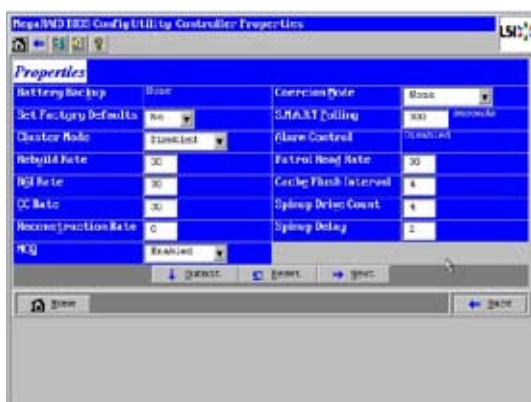 MegaRAID BIOS Config Utility Controller Properties
LSI
Properties
Battery Backup None Coercion Mode None
Set Factory Defaults No SMART Polling 300 seconds
Cluster Mode Disabled Alarm Control Disabled
Rebuild Rate 30 Patrol Read Rate 30
BGI Rate 30 Cache Flush Interval 4
CC Rate 30 Spinup Drive Count 4
Reconstruction Rate 0 Spinup Delay 2
NCQ Enabled
Submit Reset Next
Home Back